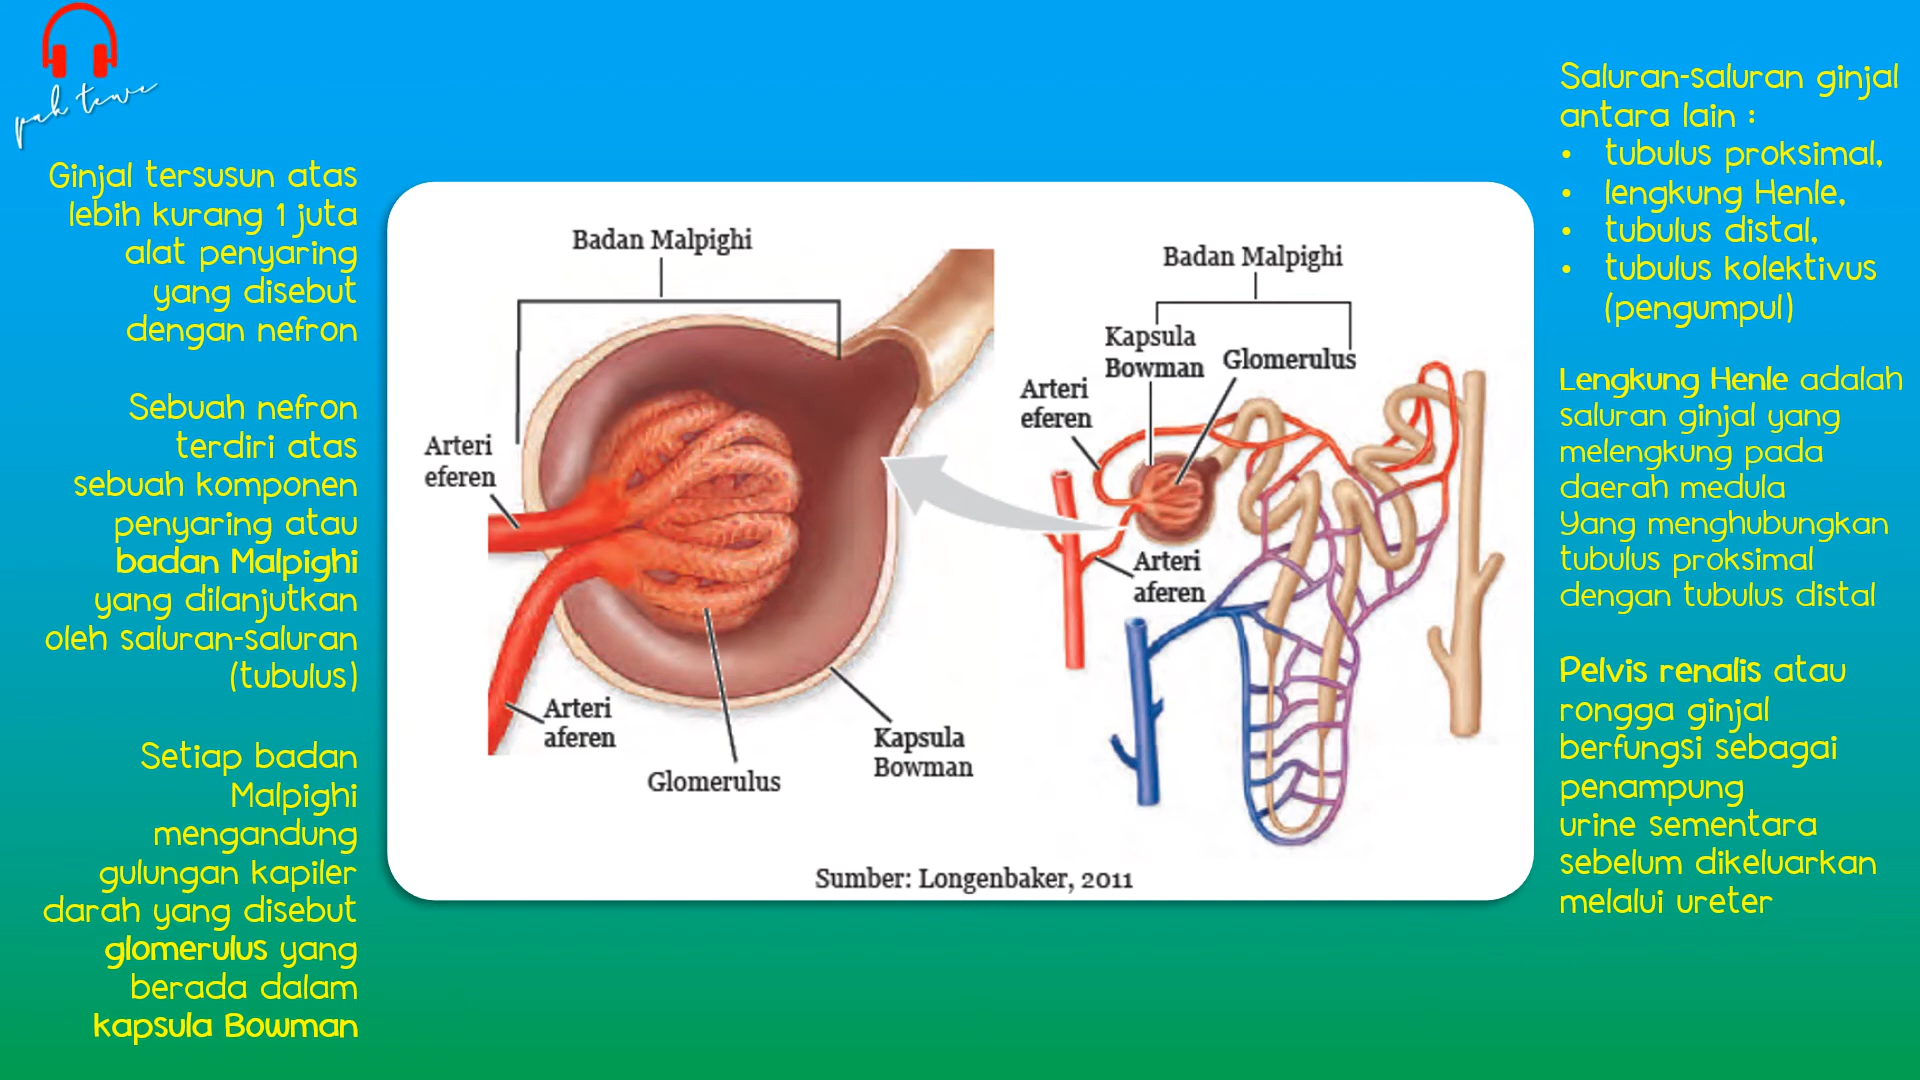 pak tewe
Ginjal tersusun atas
lebih kurang 1 juta
alat penyaring
yang disebut
dengan nefron
Sebuah nefron
terdiri atas
sebuah komponen
penyaring atau
badan Malpighi
yang dilanjutkan
oleh saluran-saluran
(tubulus)
Setiap badan
Malpighi
mengandung
gulungan kapiler
darah yang disebut
glomerulus yang
berada dalam
kapsula Bowman
Badan Malpighi
Arteri
eferen
Arteri
aferen
Glomerulus
Kapsula
Bowman
Badan Malpighi
Kapsula
Bowman
Glomerulus
Arteri
eferen
Arteri
aferen
Sumber: Longenbaker, 2011
Saluran-saluran ginjal
antara lain :
• tubulus proksimal,
• lengkung Henle,
• tubulus distal,
• tubulus kolektivus
(pengumpul)
Lengkung Henle adalah
saluran ginjal yang
melengkung pada
daerah medula
Yang menghubungkan
tubulus proksimal
dengan tubulus distal
Pelvis renalis atau
rongga ginjal
berfungsi sebagai
penampung
urine sementara
sebelum dikeluarkan
melalui ureter